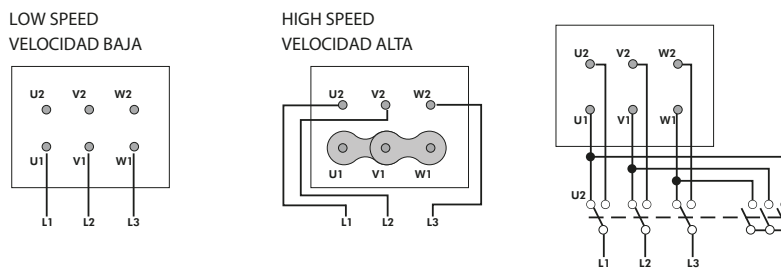 LOW SPEED
VELOCIDAD BAJA
U2 V2 W2
U1 V1 W1
L1 L2 L3
HIGH SPEED
VELOCIDAD ALTA
U2 V2 W2
U1 V1 W1
L1 L2 L3
U2 V2 W2
U1 V1 W1
U2
L1 L2 L3